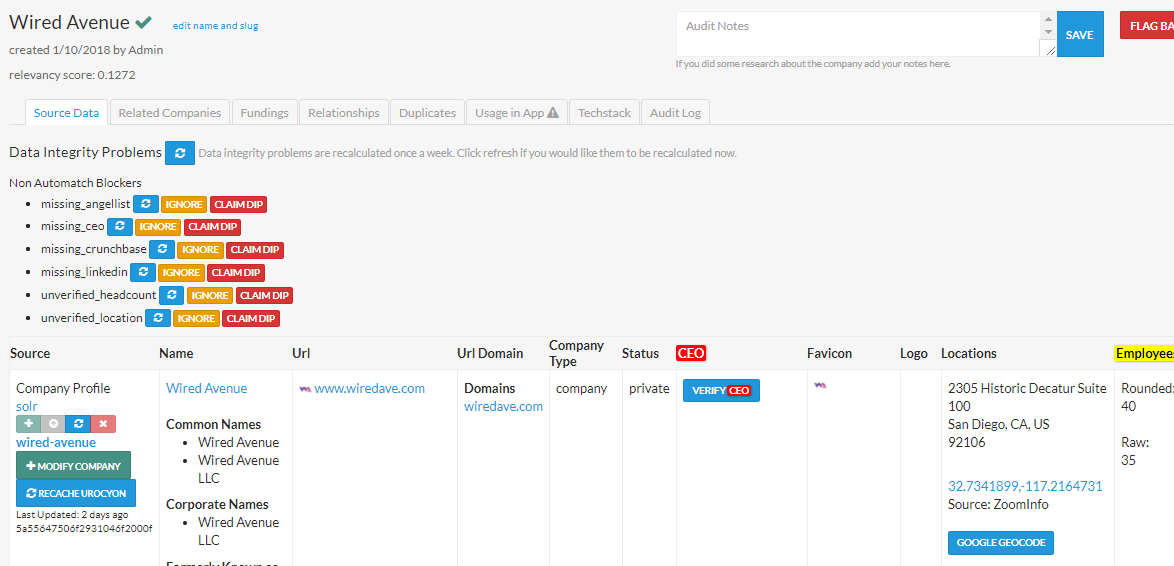 Wired Avenue edit name and slug
created 1/10/2018 by Admin
relevancy score: 0.1272
Audit Notes
SAVE
FLAG BA
If you did some research about the company add your notes here.
Source Data Related Companies Fundings Relationships Duplicates Usage in App Techstack Audit Log
Data Integrity Problems Data integrity problems are recalculated once a week. Click refresh if you would like them to be recalculated now.
Non Automatch Blockers
missing_angellist IGNORE CLAIM DIP
missing_ceo IGNORE CLAIM DIP
missing_crunchbase IGNORE CLAIM DIP
missing_linkedin IGNORE CLAIM DIP
unverified_headcount IGNORE CLAIM DIP
unverified_location IGNORE CLAIM DIP
Source Name Url Url Domain Company Type Status CEO Favicon Logo Locations Employees
Company Profile
solr
wired-avenue
MODIFY COMPANY
RECACHE UROCYON
Last Updated: 2 days ago
5a55647506f2931046f2000f
Wired Avenue
Common Names
Wired Avenue
Wired Avenue
LLC
Corporate Names
Wired Avenue
LLC
Formerly Known as
www.wiredave.com
Domains
wiredave.com
company
private
VERIFY CEO
2305 Historic Decatur Suite
100
San Diego, CA, US
92106
32.7341899,-117.2164731
Source: ZoomInfo
GOOGLE GEOCODE
Rounded:
40
Raw:
35